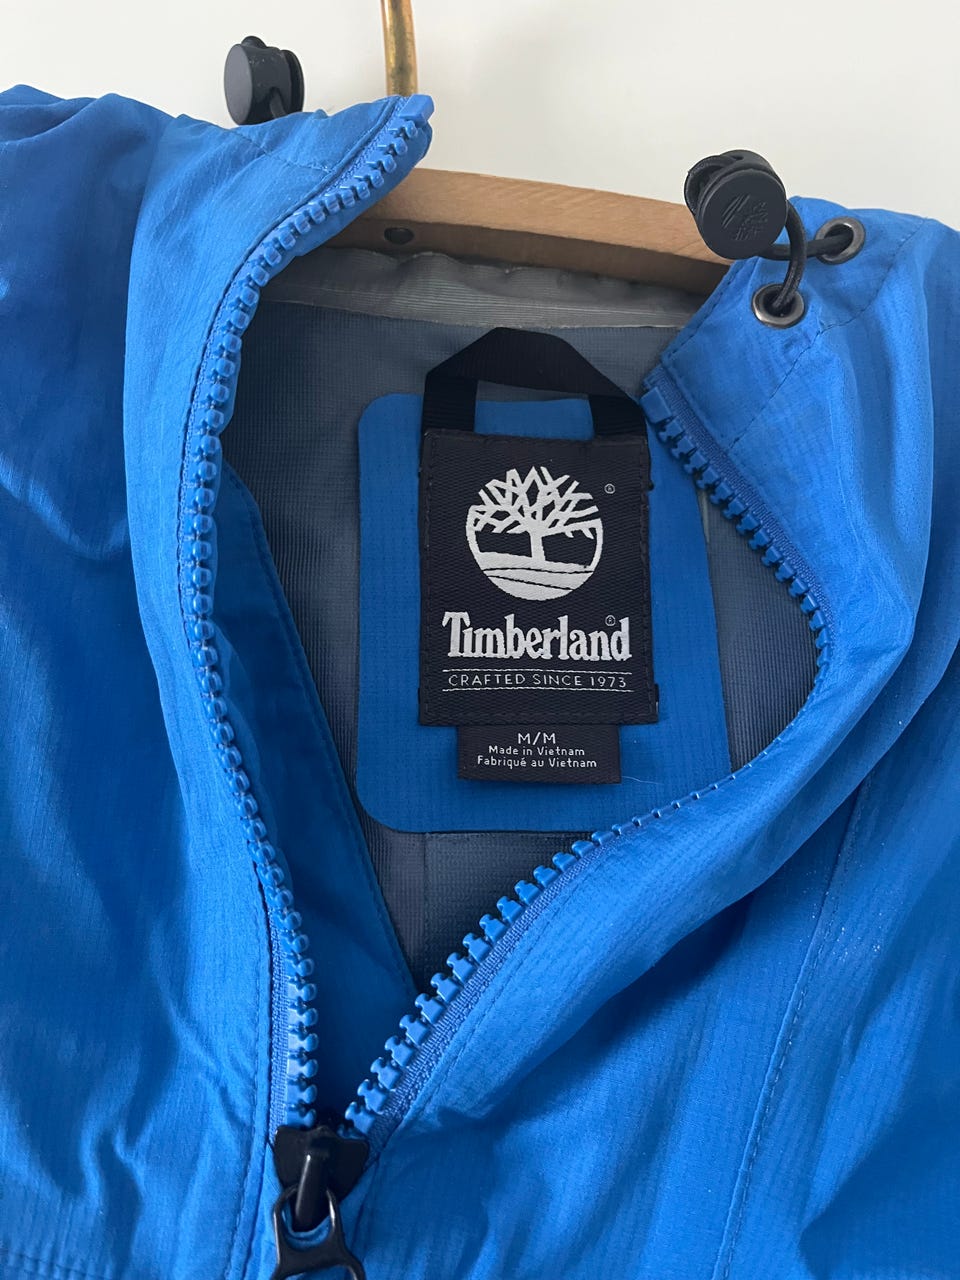 ®
Timberland®
CRAFTED SINCE 1973
M/M
Made in Vietnam
Fabriqué au Vietnam